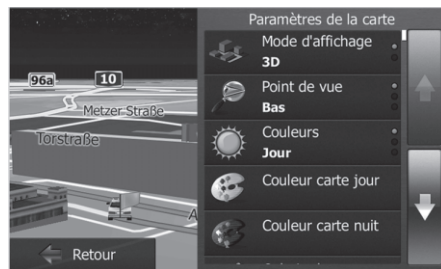 Paramètres de la carte
Mode d'affichage
3D
Point de vue
Bas
Couleurs
Jour
Couleur carte jour
Couleur carte nuit
96a
10
Metzer Straße
Torstraße
A
Retour